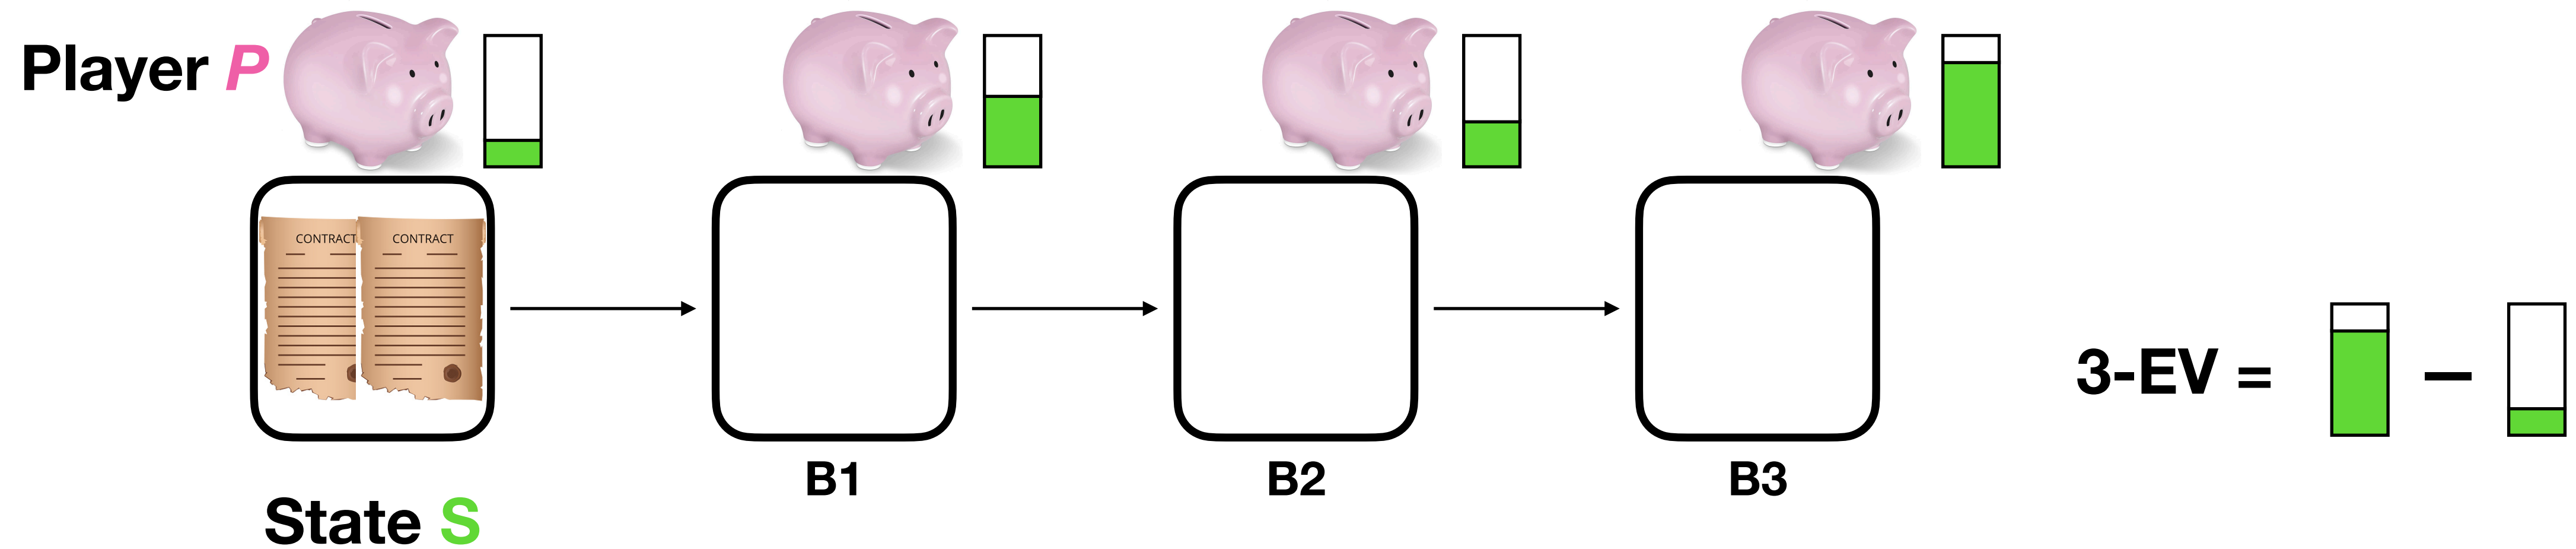 Player P
CONTRACT CONTRACT
B1 B2 B3
3-EV = –
State S